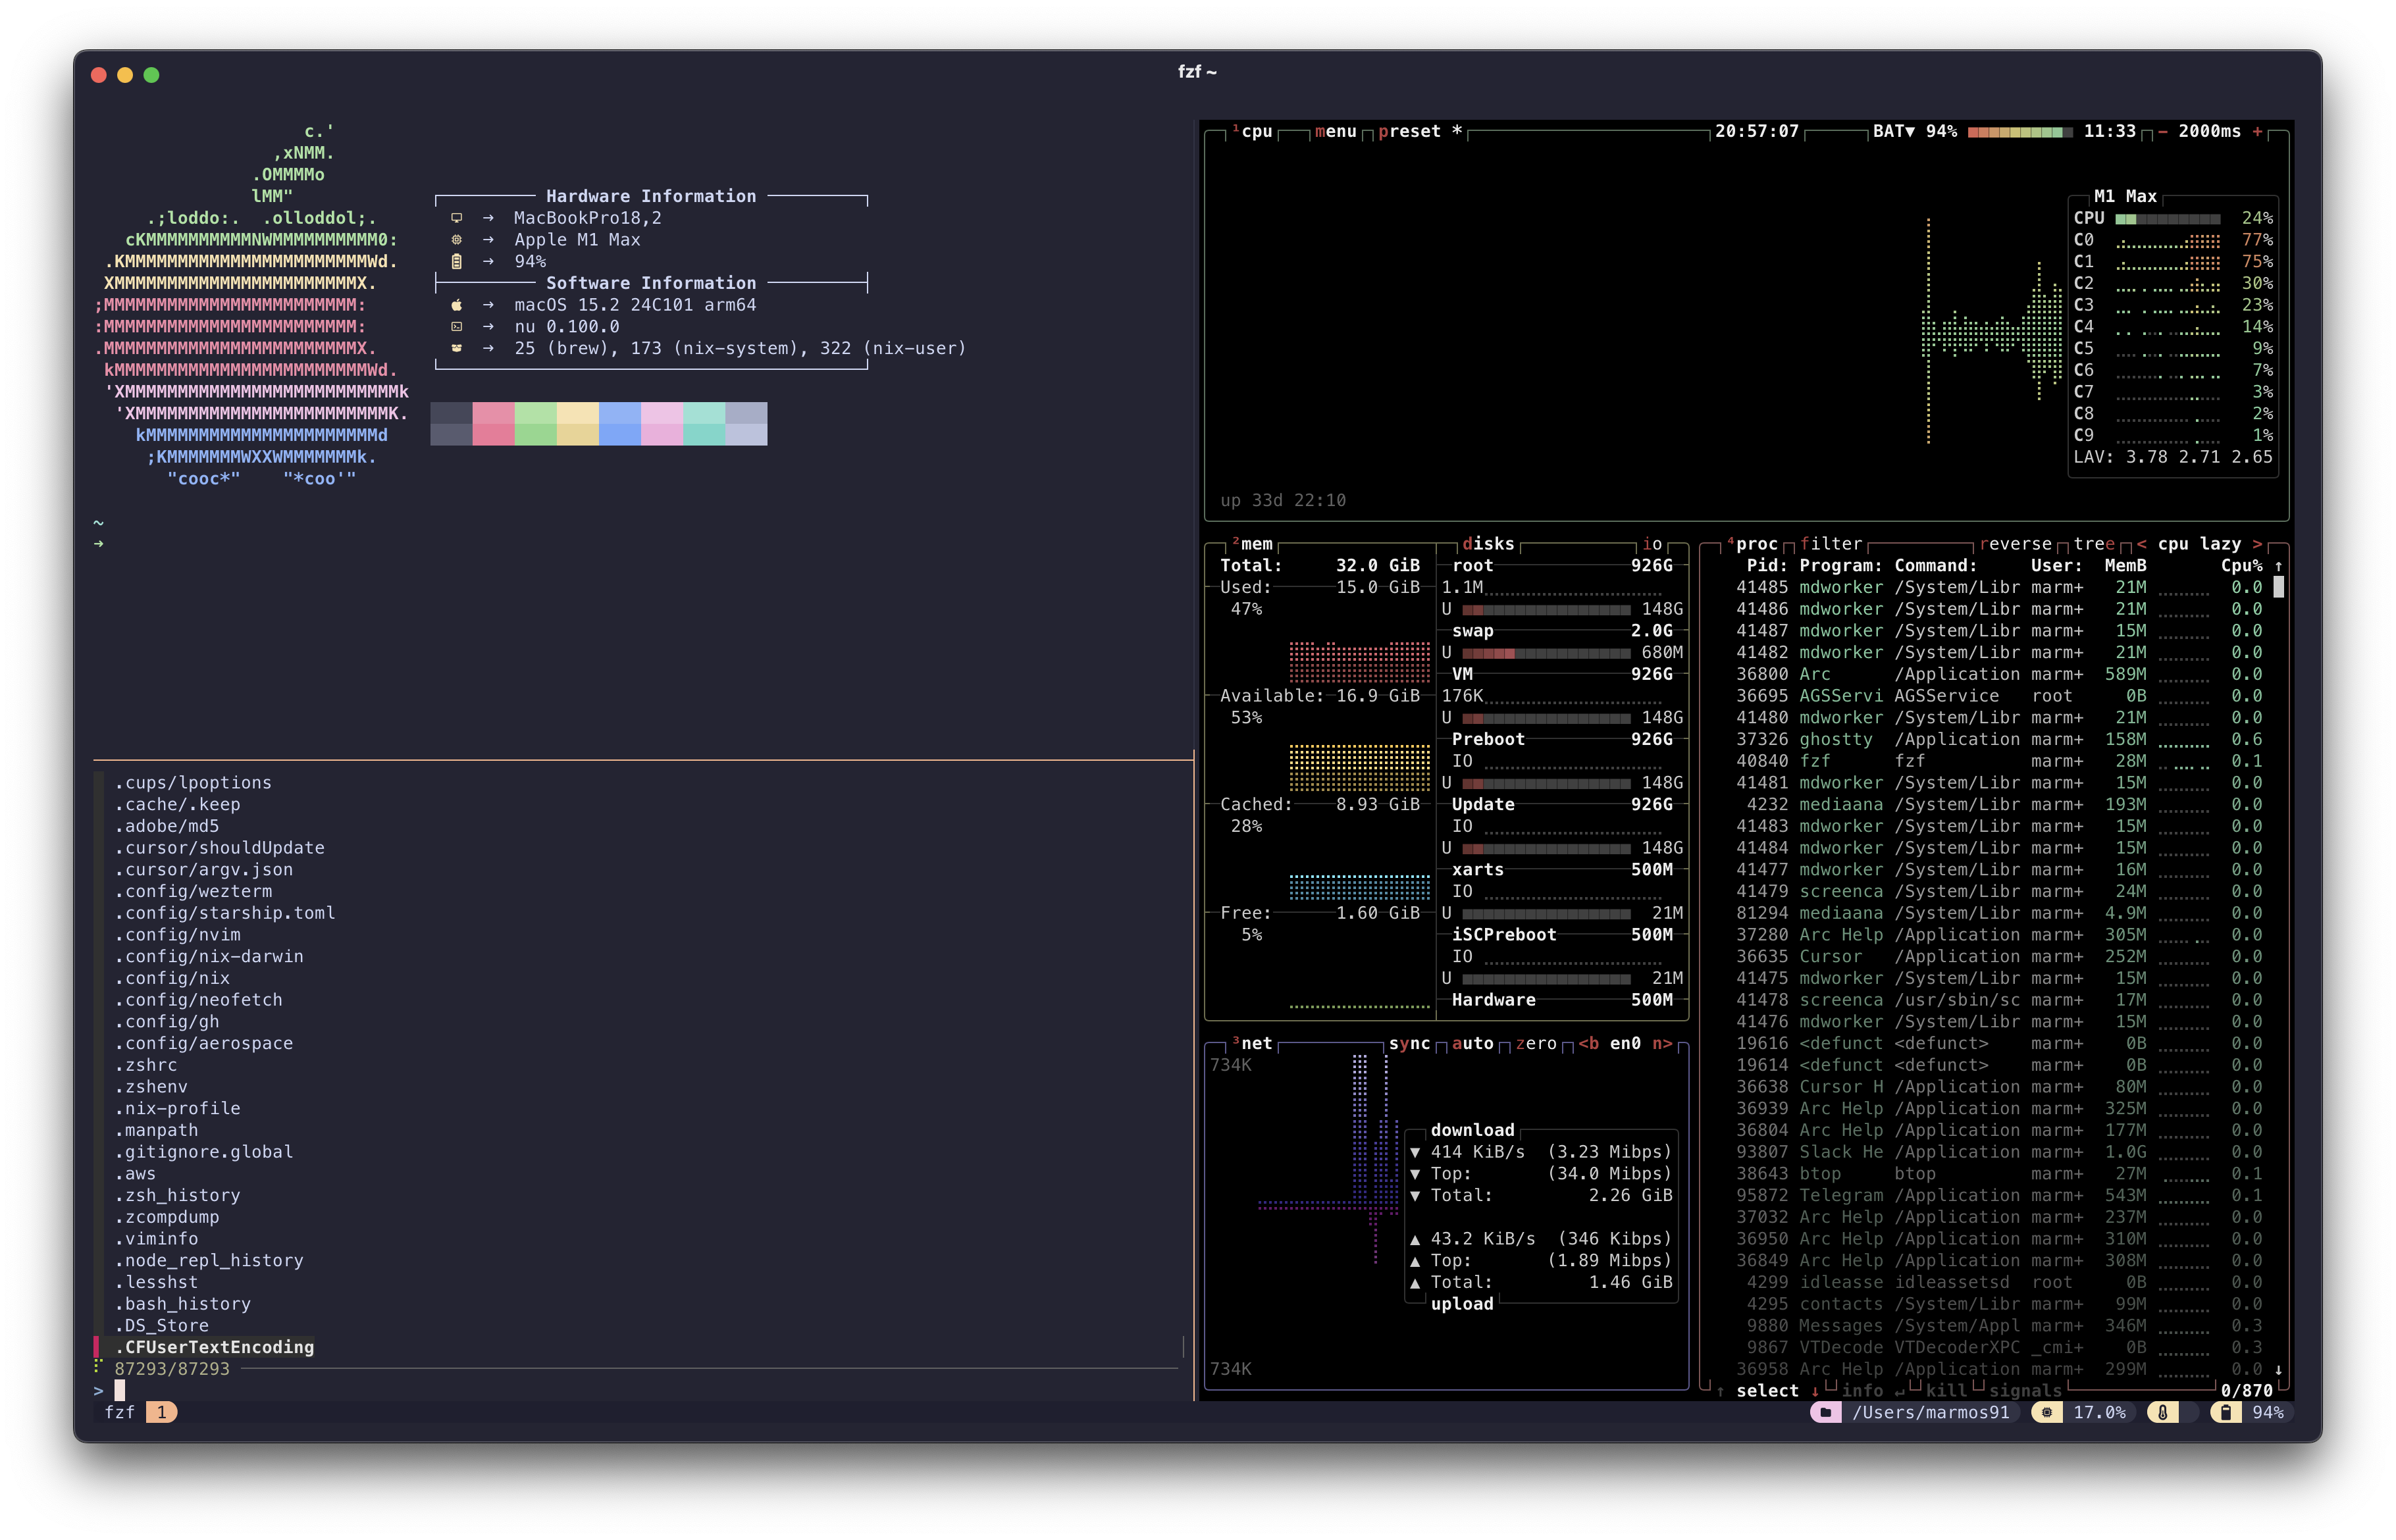 fzf ~
c.'
,xNMM.
.OMMMMo
lMM"
.;loddo:.  .olloddol;.
cKMMMMMMMMMMNWMMMMMMMMMM0:
.KMMMMMMMMMMMMMMMMMMMMMMMWd.
XMMMMMMMMMMMMMMMMMMMMMMMX.
;MMMMMMMMMMMMMMMMMMMMMMMM:
:MMMMMMMMMMMMMMMMMMMMMMMM:
.MMMMMMMMMMMMMMMMMMMMMMMMX.
kMMMMMMMMMMMMMMMMMMMMMMMMWd.
'XMMMMMMMMMMMMMMMMMMMMMMMMMMk
'XMMMMMMMMMMMMMMMMMMMMMMMMK.
kMMMMMMMMMMMMMMMMMMMMMMd
;KMMMMMMMWXXWMMMMMMMk.
"cooc*"    "*coo'"
Hardware Information
→ MacBookPro18,2
→ Apple M1 Max
→ 94%
Software Information
→ macOS 15.2 24C101 arm64
→ nu 0.100.0
→ 25 (brew), 173 (nix-system), 322 (nix-user)
~
→
.cups/lpoptions
.cache/.keep
.adobe/md5
.cursor/shouldUpdate
.cursor/argv.json
.config/wezterm
.config/starship.toml
.config/nvim
.config/nix-darwin
.config/nix
.config/neofetch
.config/gh
.config/aerospace
.zshrc
.zshenv
.nix-profile
.manpath
.gitignore.global
.aws
.zsh_history
.zcompdump
.viminfo
.node_repl_history
.lesshst
.bash_history
.DS_Store
.CFUserTextEncoding
87293/87293
>
¹cpu menu preset * 20:57:07 BAT▼ 94% 11:33 - 2000ms +
M1 Max
CPU 24%
C0 77%
C1 75%
C2 30%
C3 23%
C4 14%
C5 9%
C6 7%
C7 3%
C8 2%
C9 1%
LAV: 3.78 2.71 2.65
up 33d 22:10
²mem
Total: 32.0 GiB
Used: 15.0 GiB
47%
Available: 16.9 GiB
53%
Cached: 8.93 GiB
28%
Free: 1.60 GiB
5%
disks io
root 926G
1.1M
U 148G
swap 2.0G
U 680M
VM 926G
176K
U 148G
Preboot 926G
IO
U 148G
Update 926G
IO
U 148G
xarts 500M
IO
U 21M
iSCPreboot 500M
IO
U 21M
Hardware 500M
³net sync auto zero <b en0 n>
734K
download
▼ 414 KiB/s (3.23 Mibps)
▼ Top: (34.0 Mibps)
▼ Total: 2.26 GiB
▲ 43.2 KiB/s (346 Kibps)
▲ Top: (1.89 Mibps)
▲ Total: 1.46 GiB
upload
734K
⁴proc filter reverse tree < cpu lazy >
Pid: Program: Command: User: MemB Cpu% ↑
41485 mdworker /System/Libr marm+ 21M 0.0
41486 mdworker /System/Libr marm+ 21M 0.0
41487 mdworker /System/Libr marm+ 15M 0.0
41482 mdworker /System/Libr marm+ 21M 0.0
36800 Arc /Application marm+ 589M 0.0
36695 AGSServi AGSService root 0B 0.0
41480 mdworker /System/Libr marm+ 21M 0.0
37326 ghostty /Application marm+ 158M 0.6
40840 fzf fzf marm+ 28M 0.1
41481 mdworker /System/Libr marm+ 15M 0.0
4232 mediaana /System/Libr marm+ 193M 0.0
41483 mdworker /System/Libr marm+ 15M 0.0
41484 mdworker /System/Libr marm+ 15M 0.0
41477 mdworker /System/Libr marm+ 16M 0.0
41479 screenca /System/Libr marm+ 24M 0.0
81294 mediaana /System/Libr marm+ 4.9M 0.0
37280 Arc Help /Application marm+ 305M 0.0
36635 Cursor /Application marm+ 252M 0.0
41475 mdworker /System/Libr marm+ 15M 0.0
41478 screenca /usr/sbin/sc marm+ 17M 0.0
41476 mdworker /System/Libr marm+ 15M 0.0
19616 <defunct <defunct> marm+ 0B 0.0
19614 <defunct <defunct> marm+ 0B 0.0
36638 Cursor H /Application marm+ 80M 0.0
36939 Arc Help /Application marm+ 325M 0.0
36804 Arc Help /Application marm+ 177M 0.0
93807 Slack He /Application marm+ 1.0G 0.0
38643 btop btop marm+ 27M 0.1
95872 Telegram /Application marm+ 543M 0.1
37032 Arc Help /Application marm+ 237M 0.0
36950 Arc Help /Application marm+ 310M 0.0
36849 Arc Help /Application marm+ 308M 0.0
4299 idleasse idleassetsd root 0B 0.0
4295 contacts /System/Libr marm+ 99M 0.0
9880 Messages /System/Appl marm+ 346M 0.3
9867 VTDecode VTDecoderXPC _cmi+ 0B 0.3
36958 Arc Help /Application marm+ 299M 0.0 ↓
↑ select ↓ info ↵ kill signals 0/870
fzf 1 /Users/marmos91 17.0% 94%